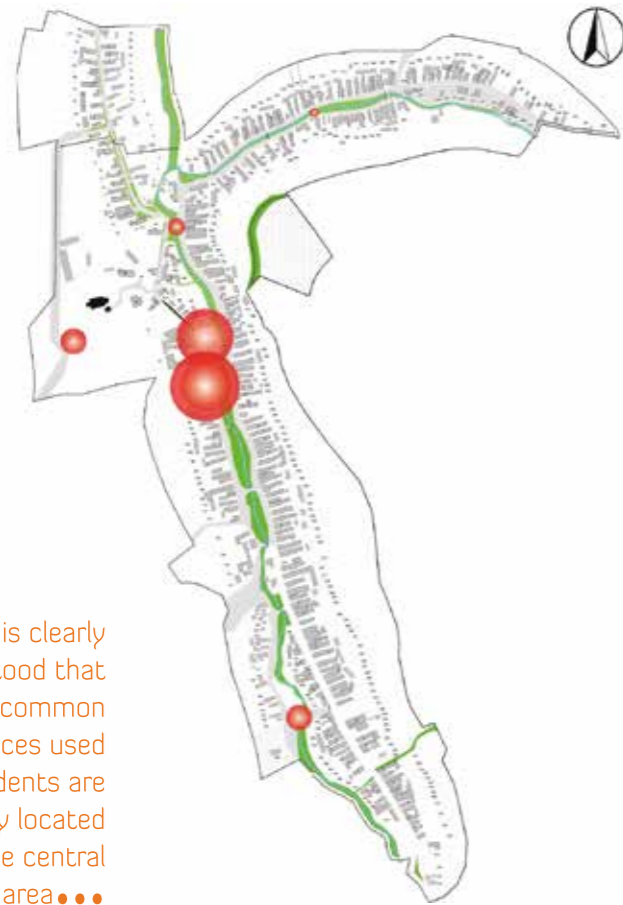 is clearly
ood that
common
ces used
dents are
y located
e central
area•••